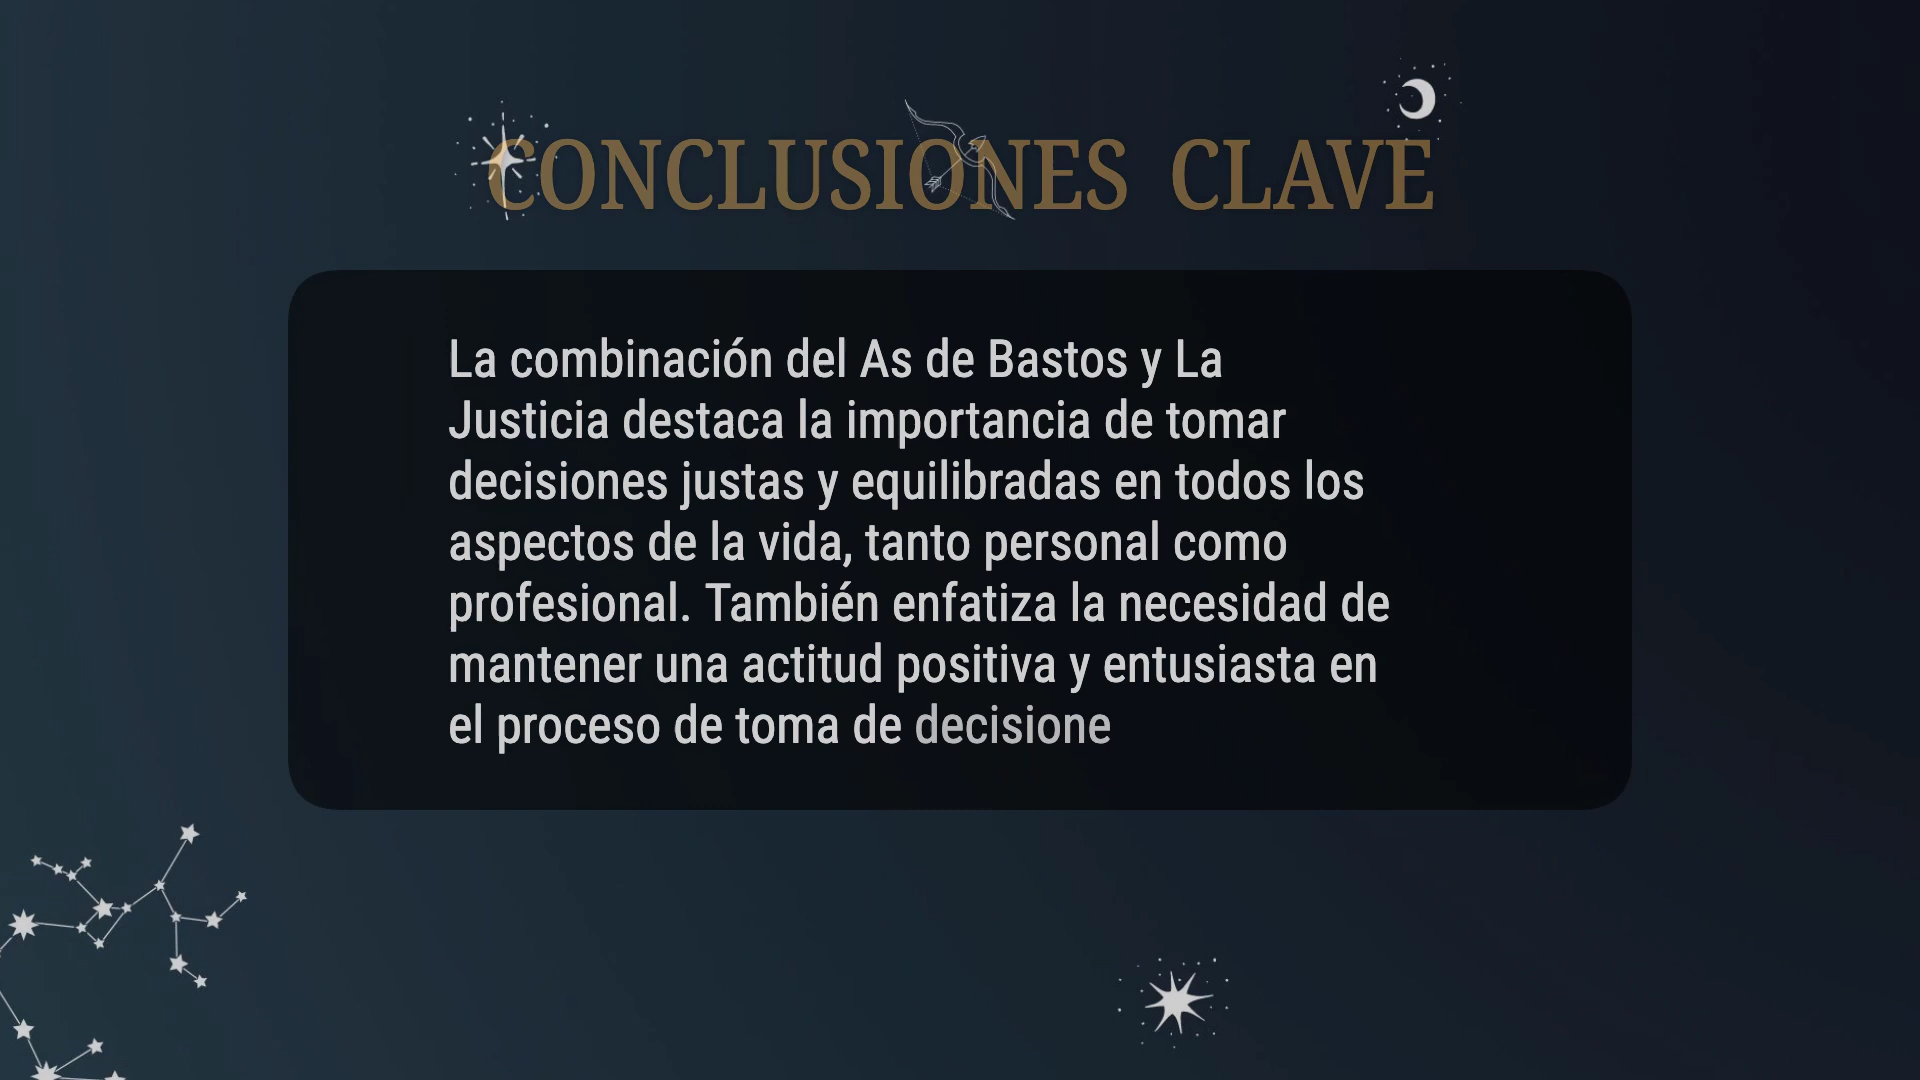 CONCLUSIONES CLAVE
La combinación del As de Bastos y La
Justicia destaca la importancia de tomar
decisiones justas y equilibradas en todos los
aspectos de la vida, tanto personal como
profesional. También enfatiza la necesidad de
mantener una actitud positiva y entusiasta en
el proceso de toma de decisione